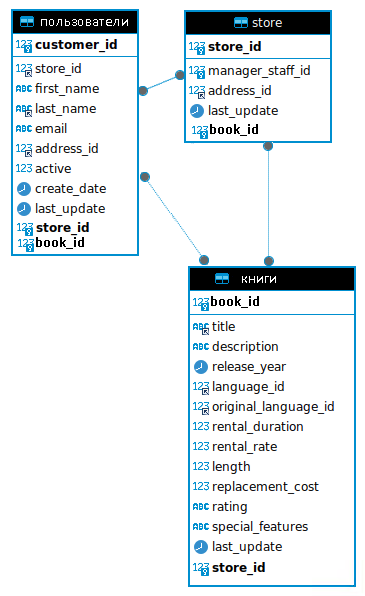 пользователи
customer_id
123 store_id
ABC first_name
ABC last_name
ABC email
123 address_id
123 active
create_date
last_update
123 store_id
123 book_id
store
123 store_id
123 manager_staff_id
123 address_id
last_update
123 book_id
книги
123 book_id
ABC title
ABC description
release_year
123 language_id
123 original_language_id
123 rental_duration
123 rental_rate
123 length
123 replacement_cost
ABC rating
ABC special_features
last_update
123 store_id